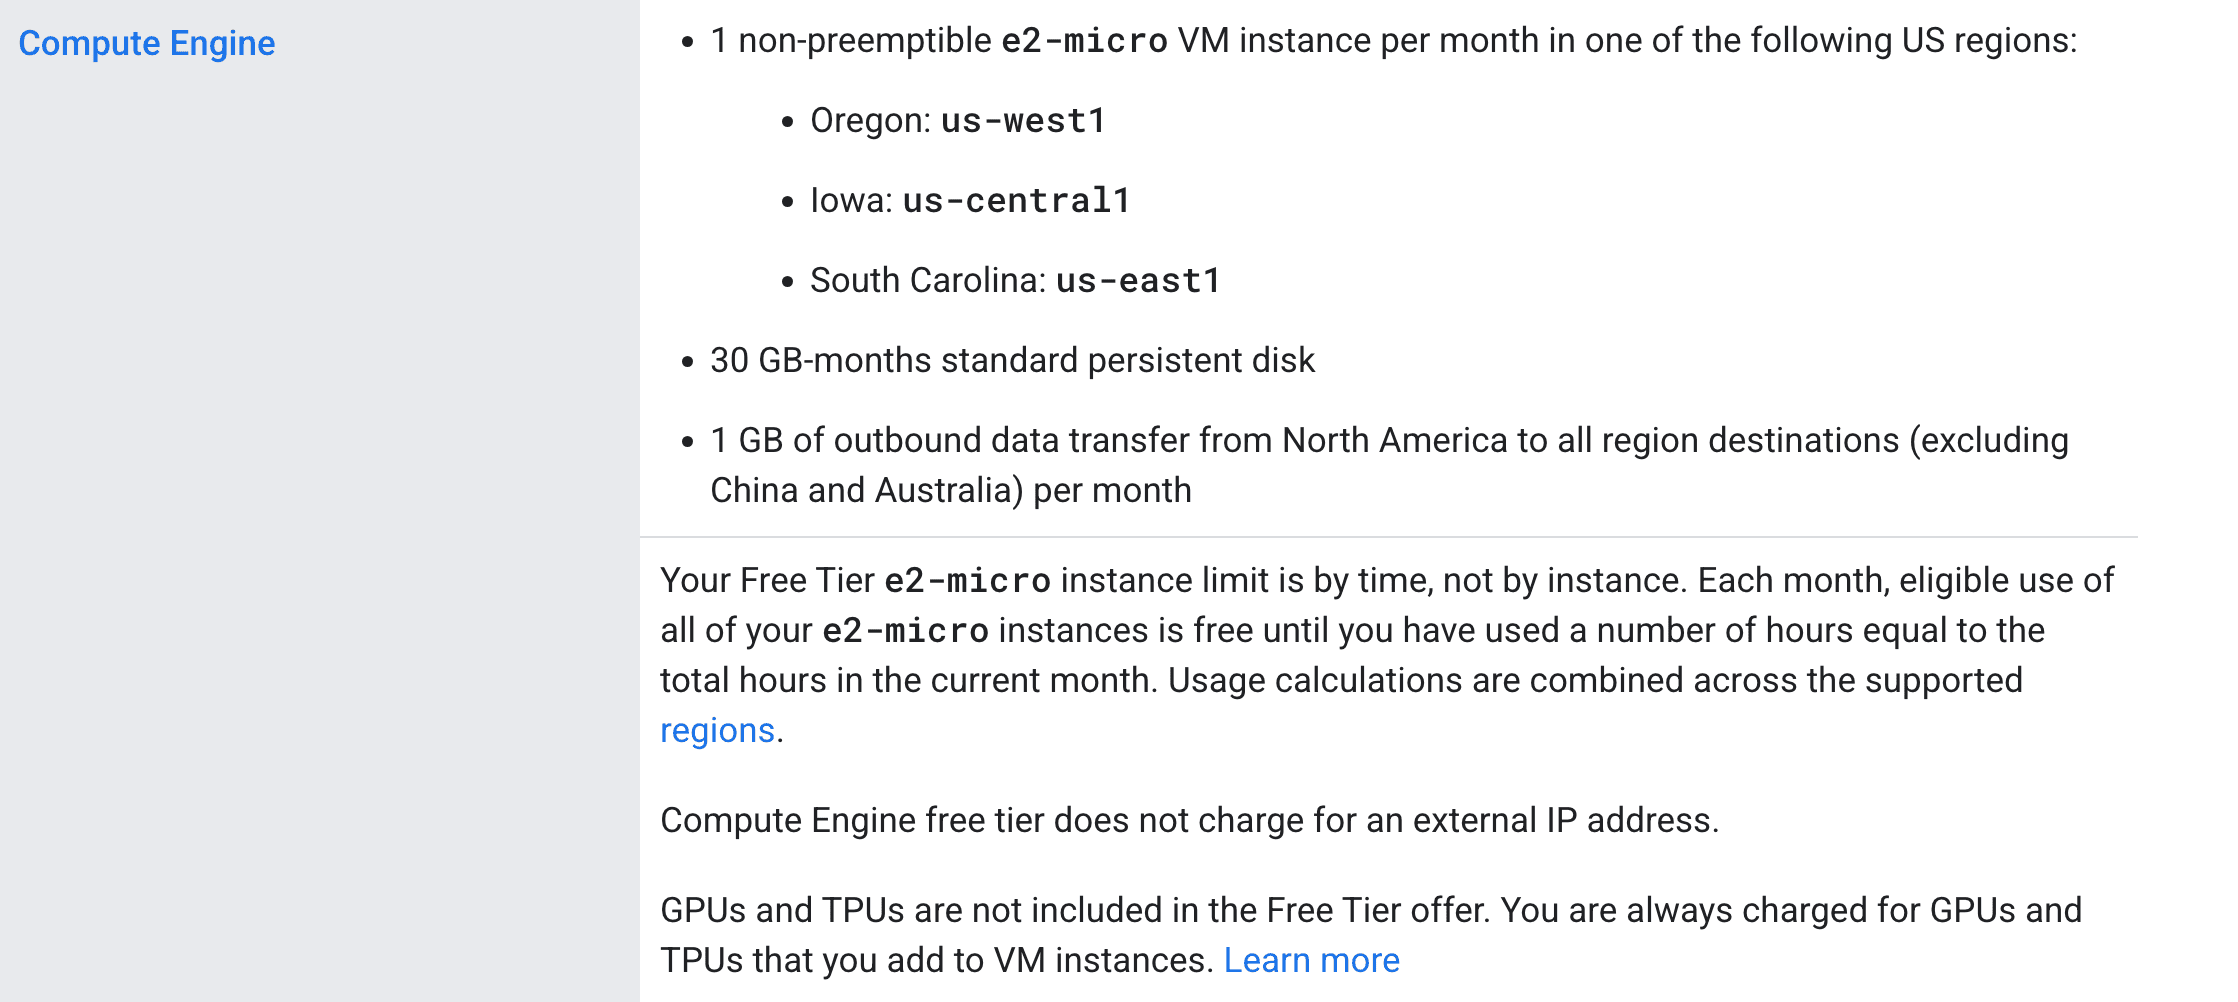 Compute Engine
• 1 non-preemptible e2-micro VM instance per month in one of the following US regions:
• Oregon: us-west1
• Iowa: us-central1
• South Carolina: us-east1
• 30 GB-months standard persistent disk
• 1 GB of outbound data transfer from North America to all region destinations (excluding
China and Australia) per month
Your Free Tier e2-micro instance limit is by time, not by instance. Each month, eligible use of
all of your e2-micro instances is free until you have used a number of hours equal to the
total hours in the current month. Usage calculations are combined across the supported
regions.
Compute Engine free tier does not charge for an external IP address.
GPUs and TPUs are not included in the Free Tier offer. You are always charged for GPUs and
TPUs that you add to VM instances. Learn more